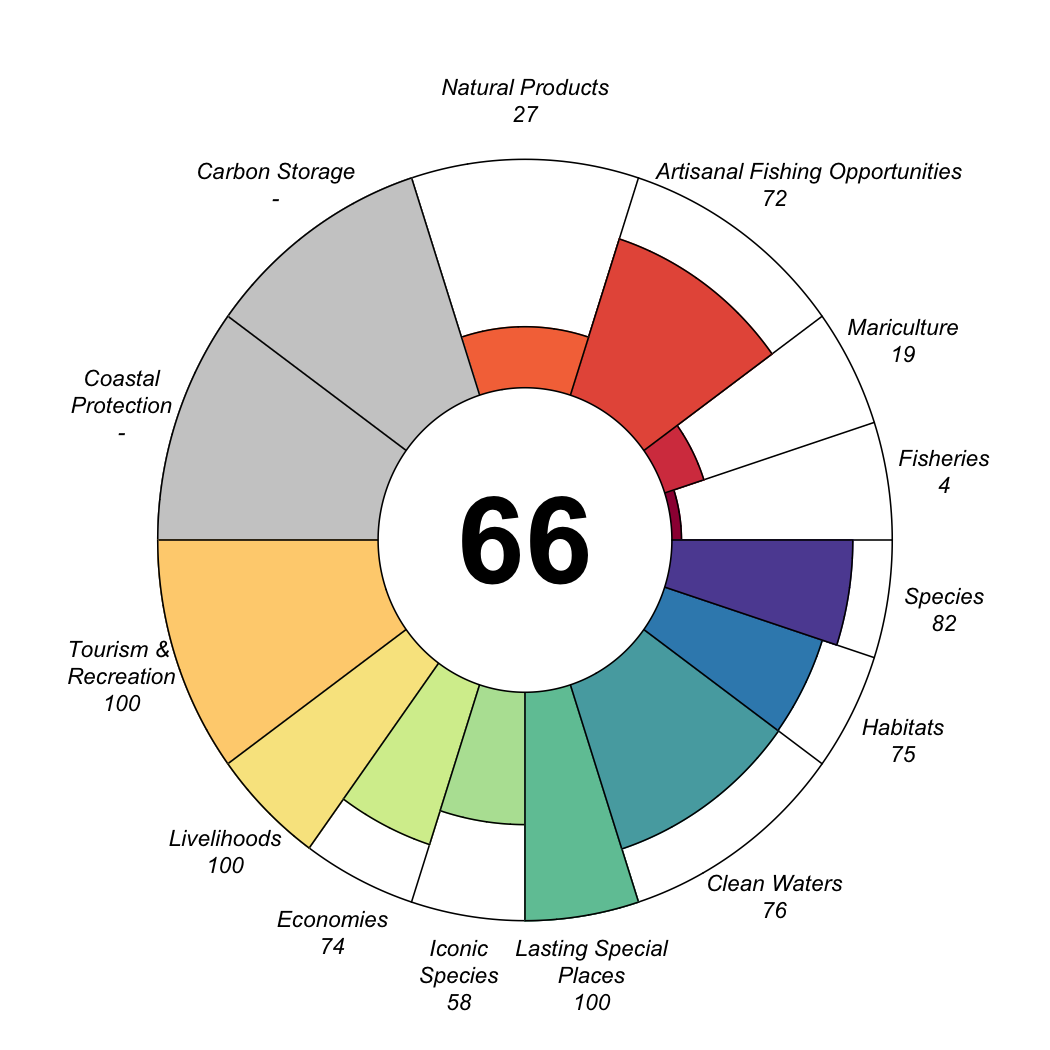 Natural Products
27
Carbon Storage
-
Artisanal Fishing Opportunities
72
Mariculture
19
Coastal
Protection
-
Fisheries
4
66
Species
82
Tourism &
Recreation
100
Habitats
75
Livelihoods
100
Clean Waters
76
Economies
74
Iconic
Species
58
Lasting Special
Places
100